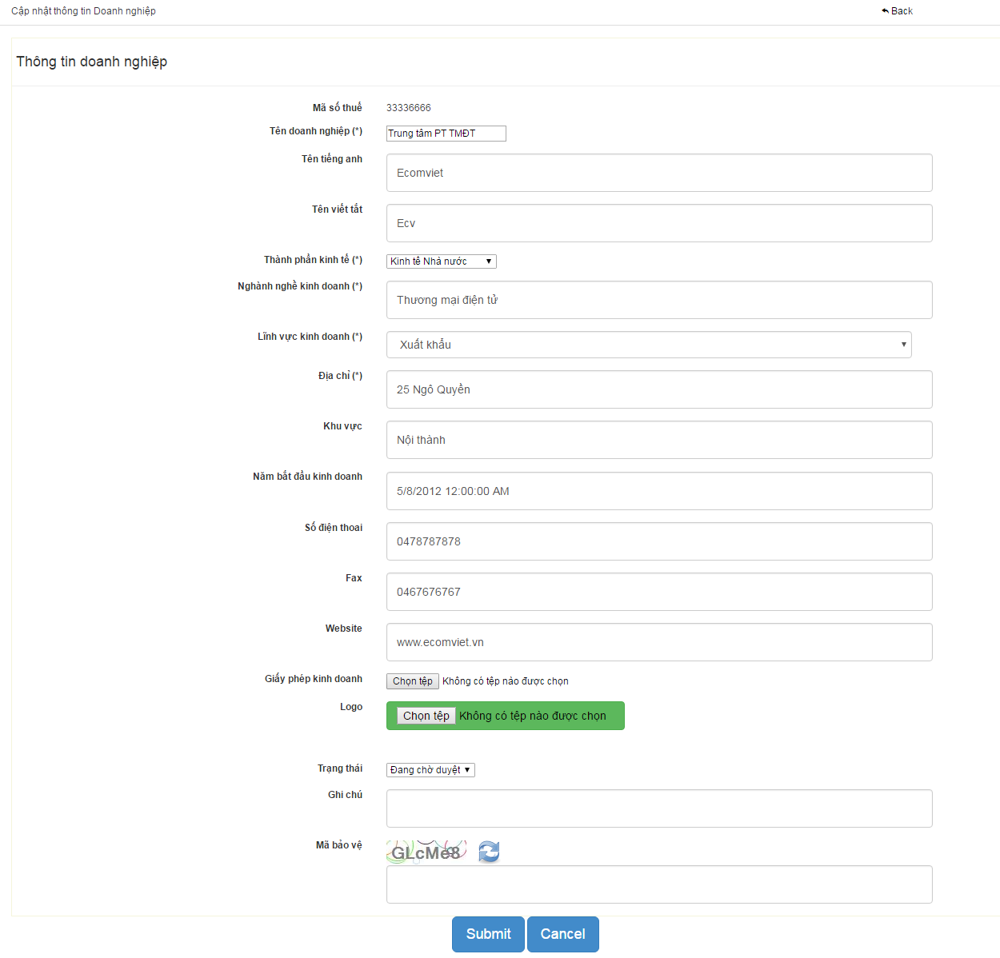 Cập nhật thông tin Doanh nghiệp Back
Thông tin doanh nghiệp
Mã số thuế 33336666
Tên doanh nghiệp (*) Trung tâm PT TMĐT
Tên tiếng anh Ecomviet
Tên viết tắt Ecv
Thành phần kinh tế (*) Kinh tế Nhà nước
Nghành nghề kinh doanh (*) Thương mại điện tử
Lĩnh vực kinh doanh (*) Xuất khẩu
Địa chỉ (*) 25 Ngô Quyền
Khu vực Nội thành
Năm bắt đầu kinh doanh 5/8/2012 12:00:00 AM
Số điện thoai 0478787878
Fax 0467676767
Website www.ecomviet.vn
Giấy phép kinh doanh Chọn tệp Không có tệp nào được chọn
Logo Chọn tệp Không có tệp nào được chọn
Trạng thái Đang chờ duyệt
Ghi chú
Mã bảo vệ GLcMe8
Submit Cancel